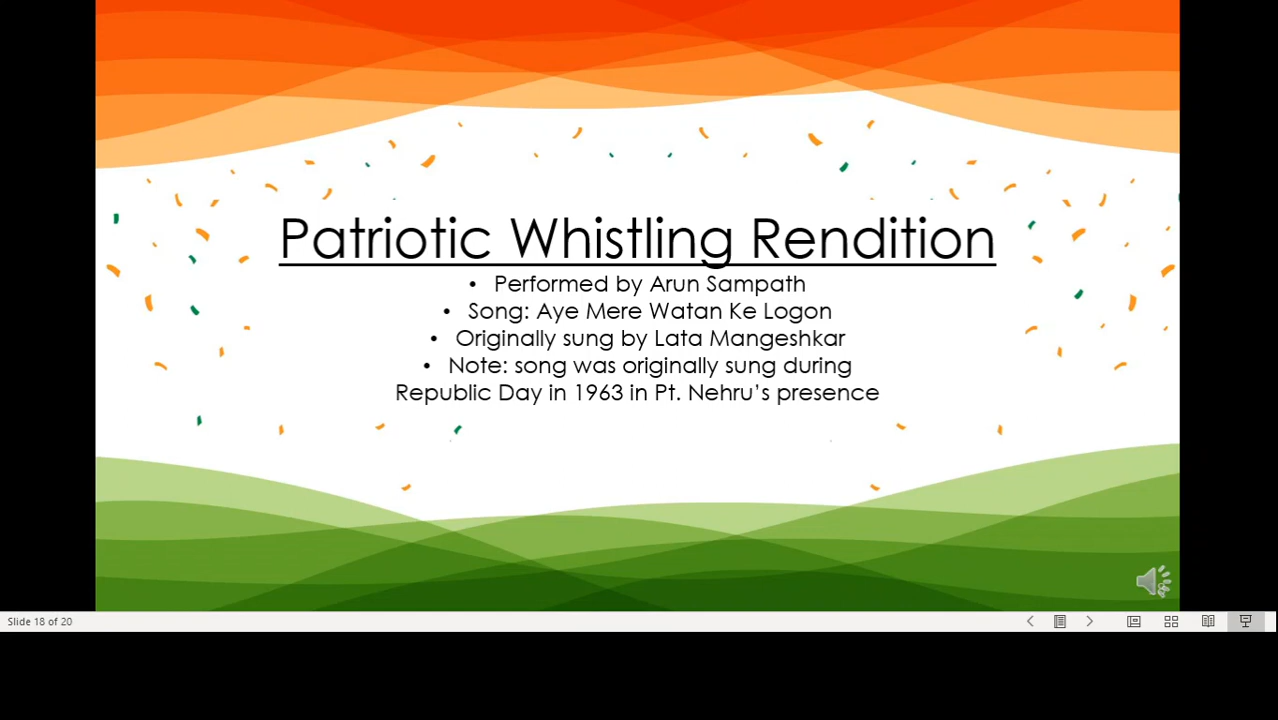 Patriotic Whistling Rendition
• Performed by Arun Sampath
• Song: Aye Mere Watan Ke Logon
• Originally sung by Lata Mangeshkar
• Note: song was originally sung during
Republic Day in 1963 in Pt. Nehru’s presence
Slide 18 of 20